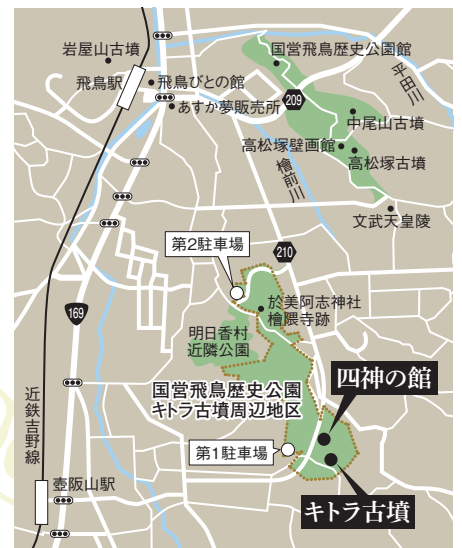 岩屋山古墳
国営飛鳥歴史公園館
飛鳥駅
飛鳥びとの館
平田川
209
あすか夢販売所
中尾山古墳
高松塚壁画館
高松塚古墳
檜前川
文武天皇陵
第2駐車場
210
169
於美阿志神社
檜隈寺跡
明日香村
近隣公園
四神の館
国営飛鳥歴史公園
キトラ古墳周辺地区
近鉄吉野線
第1駐車場
壺阪山駅
キトラ古墳